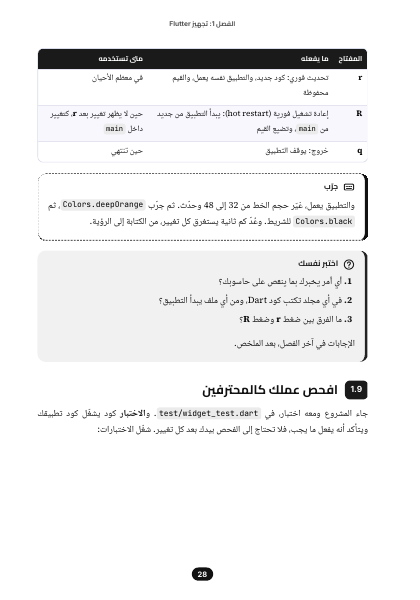 الفصل 1: تجهيز Flutter
المفتاح ما يفعله متى تستخدمه
r تحديث فوري: كود جديد، والتطبيق نفسه يعمل، والقيم في معظم الأحيان
محفوظة
R إعادة تشغيل فورية (hot restart): يبدأ التطبيق من جديد حين لا يظهر تغيير بعد r، كتغيير
من main، وتضيع القيم داخل main
q خروج: يوقف التطبيق حين تنتهي
جرّب
والتطبيق يعمل، غيّر حجم الخط من 32 إلى 48 وحدّث. ثم جرّب Colors.deepOrange، ثم
Colors.black للشريط. وعُدّ كم ثانية يستغرق كل تغيير، من الكتابة إلى الرؤية.
اختبر نفسك
1. أي أمر يخبرك بما ينقص على حاسوبك؟
2. في أي مجلد تكتب كود Dart، ومن أي ملف يبدأ التطبيق؟
3. ما الفرق بين ضغط r وضغط R؟
الإجابات في آخر الفصل، بعد الملخص.
1.9 افحص عملك كالمحترفين
جاء المشروع ومعه اختبار، في test/widget_test.dart. والاختبار كود يشغّل كود تطبيقك
ويتأكد أنه يفعل ما يجب، فلا تحتاج إلى الفحص بيدك بعد كل تغيير. شغّل الاختبارات:
28